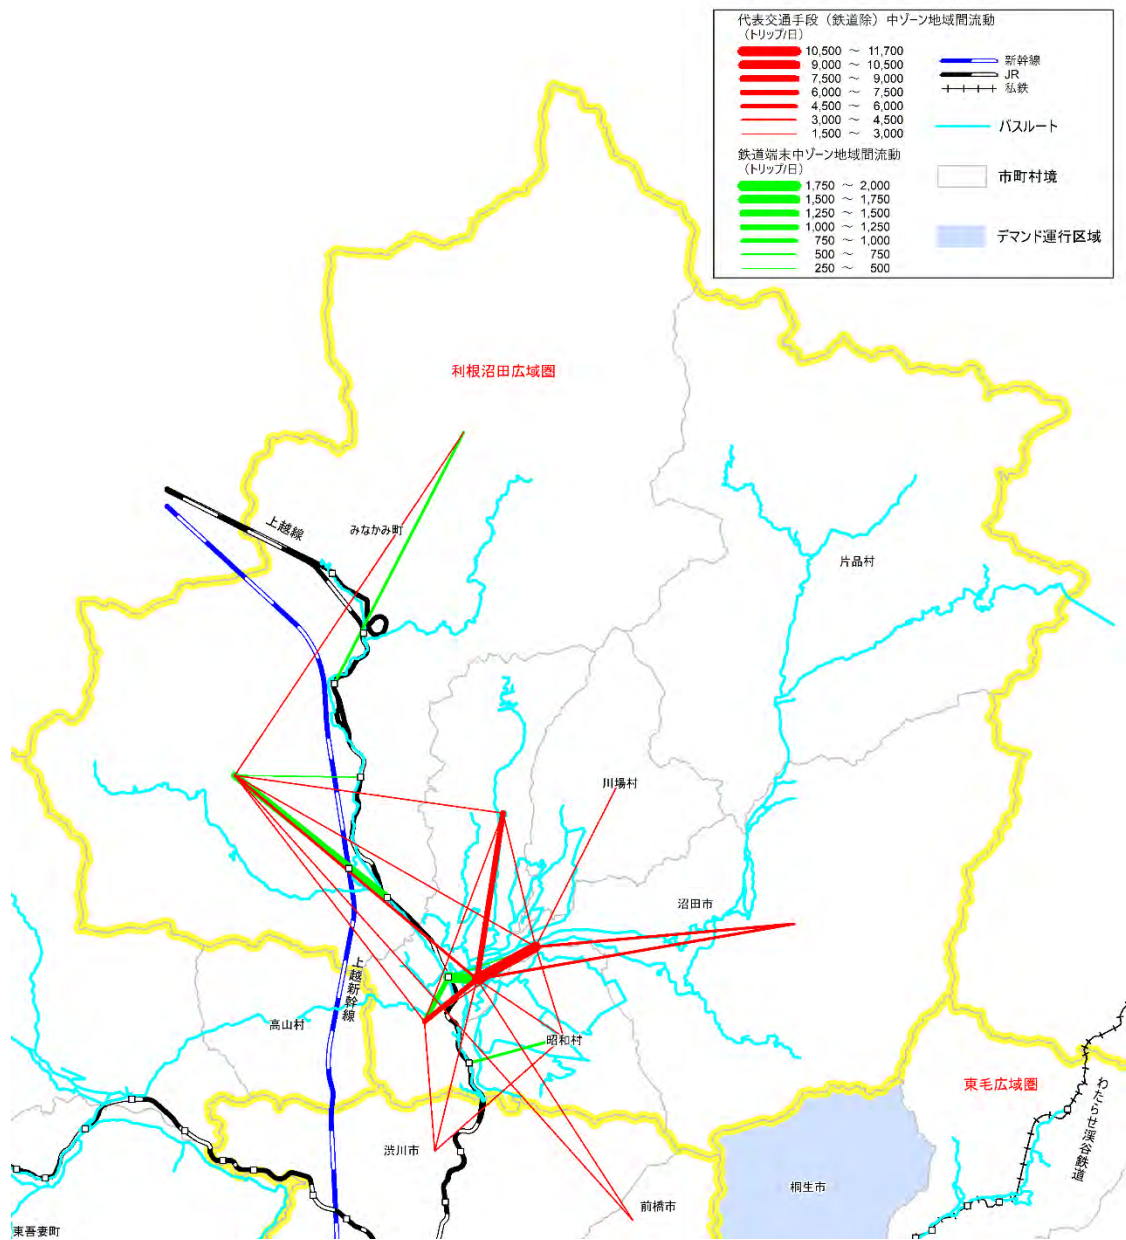 代表交通手段（鉄道除）中ゾーン地域間流動
（トリップ/日）
10,500 ～ 11,700
9,000 ～ 10,500
7,500 ～ 9,000
6,000 ～ 7,500
4,500 ～ 6,000
3,000 ～ 4,500
1,500 ～ 3,000
鉄道端末中ゾーン地域間流動
（トリップ/日）
1,750 ～ 2,000
1,500 ～ 1,750
1,250 ～ 1,500
1,000 ～ 1,250
750 ～ 1,000
500 ～ 750
250 ～ 500
新幹線
JR
私鉄
バスルート
市町村境
デマンド運行区域
利根沼田広域圏
上越線
みなかみ町
片品村
川場村
沼田市
上越新幹線
高山村
昭和村
東毛広域圏
わたらせ渓谷鉄道
渋川市
桐生市
前橋市
東吾妻町